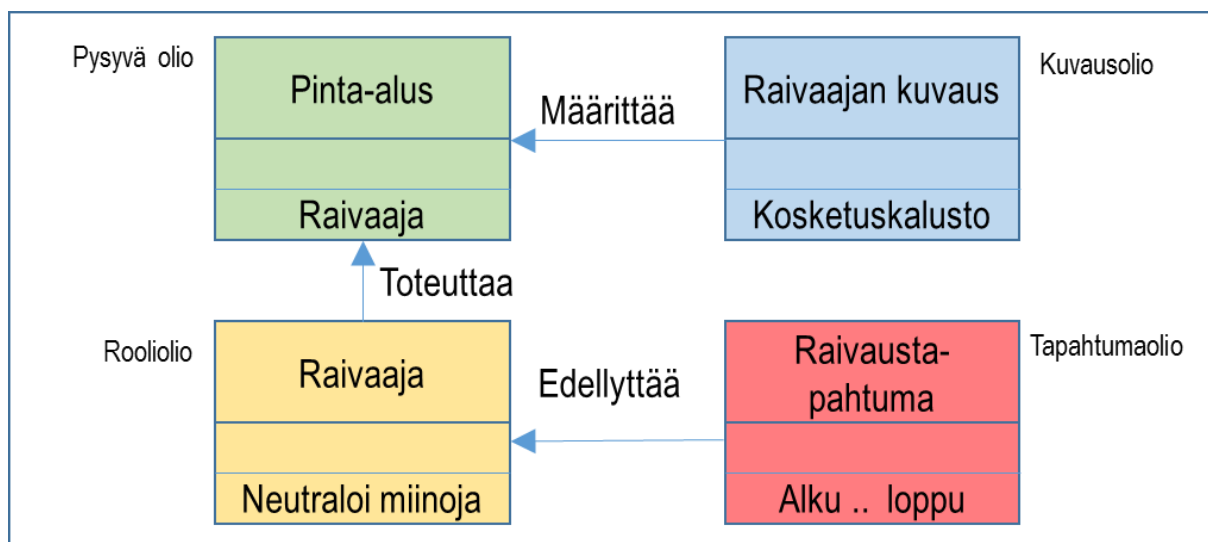 Pysyvä olio
Pinta-alus
Raivaaja
Määrittää
Raivaajan kuvaus
Kosketuskalusto
Kuvausolio
Toteuttaa
Rooliolio
Raivaaja
Neutraloi miinoja
Edellyttää
Raivausta-
pahtuma
Alku .. loppu
Tapahtumaolio